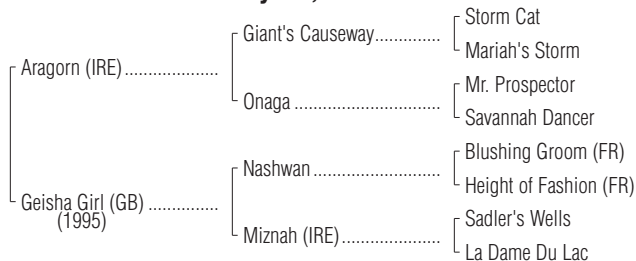 Storm Cat
Giant's Causeway..............
Mariah's Storm
Aragorn (IRE)....................
Mr. Prospector
Onaga ...............................
Savannah Dancer
Blushing Groom (FR)
Nashwan ...........................
Height of Fashion (FR)
Geisha Girl (GB) ...............
(1995)
Sadler's Wells
Miznah (IRE).....................
La Dame Du Lac